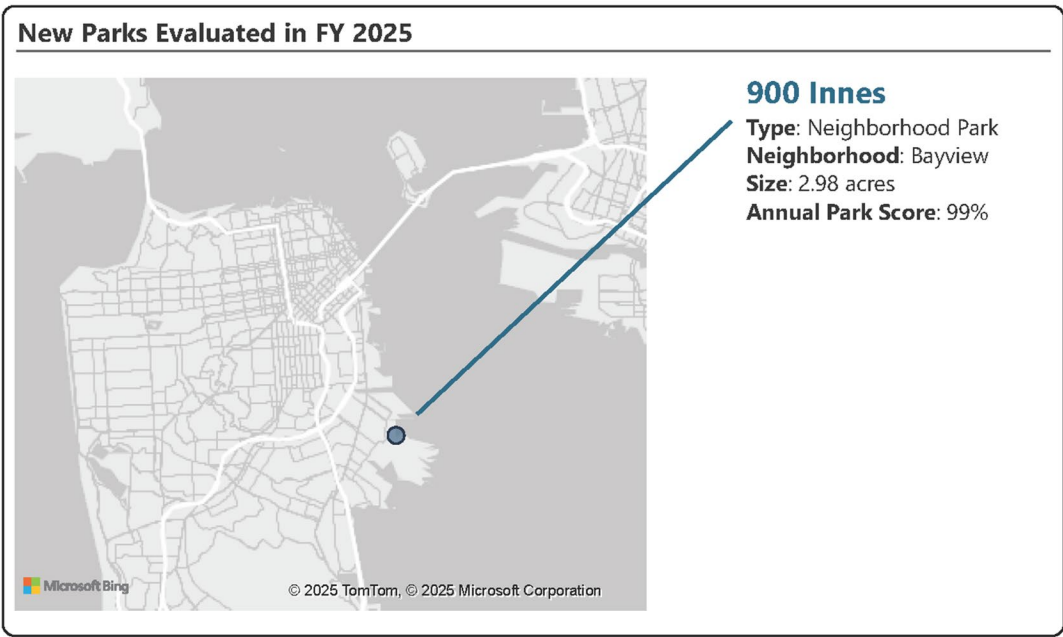 New Parks Evaluated in FY 2025
900 Innes
Type: Neighborhood Park
Neighborhood: Bayview
Size: 2.98 acres
Annual Park Score: 99%
Microsoft Bing
© 2025 TomTom, © 2025 Microsoft Corporation